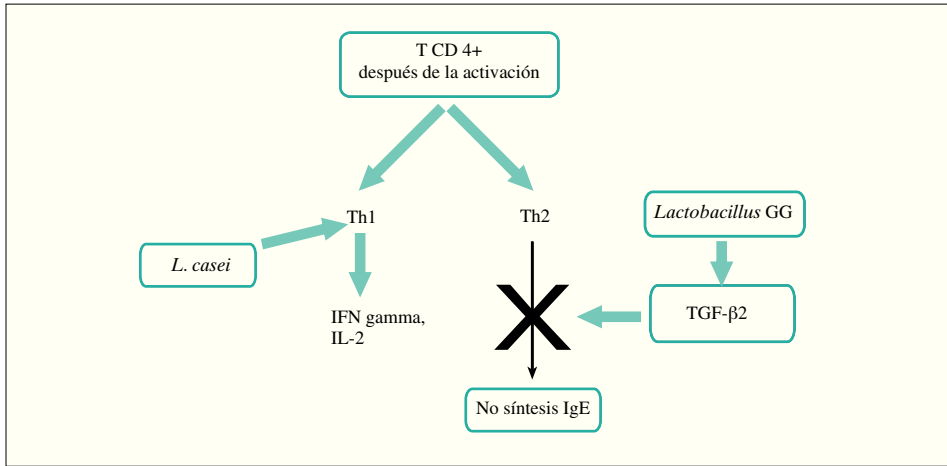 T CD 4+
después de la activación
Th1
Th2
Lactobacillus GG
L. casei
TGF-β2
IFN gamma,
IL-2
No síntesis IgE